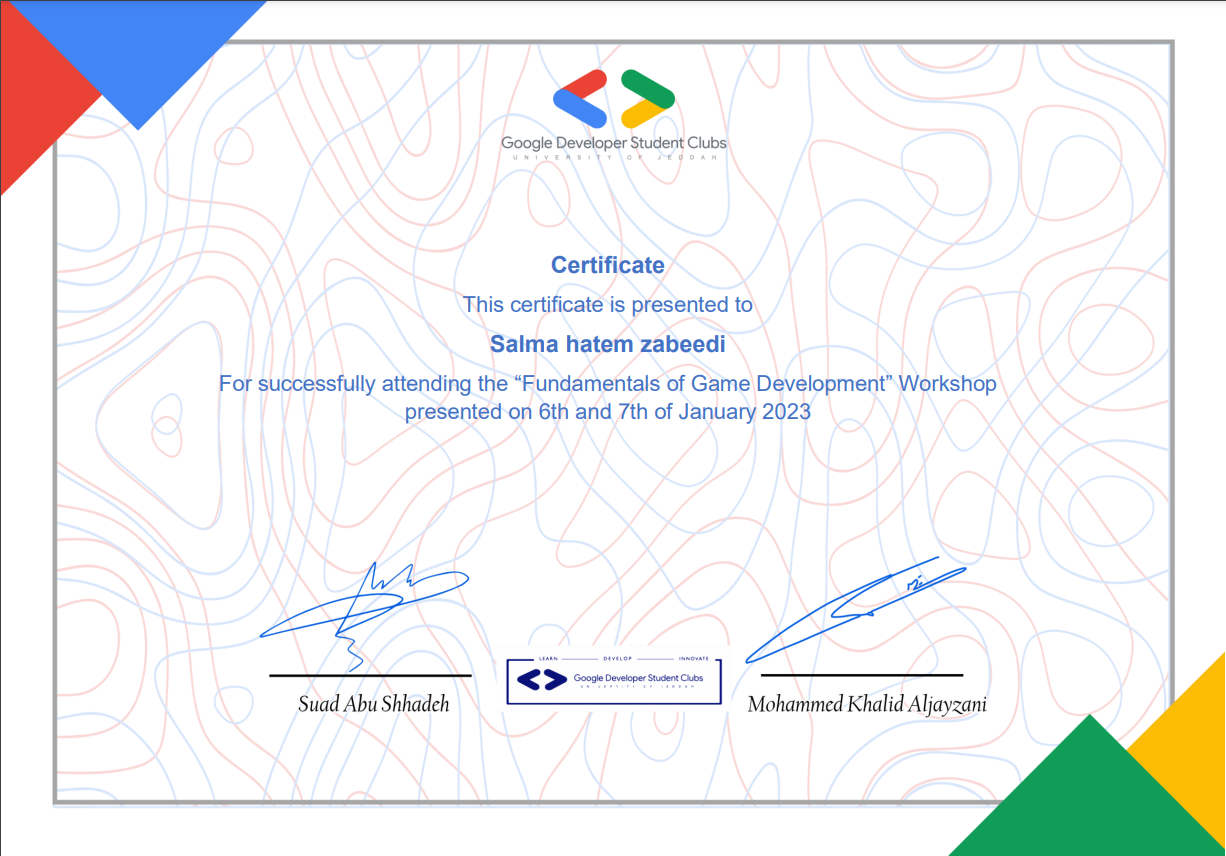 Google Developer Student Clubs
UNIVERSITY OF JEDDAH
Certificate
This certificate is presented to
Salma hatem zabeedi
For successfully attending the “Fundamentals of Game Development” Workshop
presented on 6th and 7th of January 2023
LEARN DEVELOP INNOVATE
Google Developer Student Clubs
UNIVERSITY OF JEDDAH
Suad Abu Shhadeh
Mohammed Khalid Aljayzani